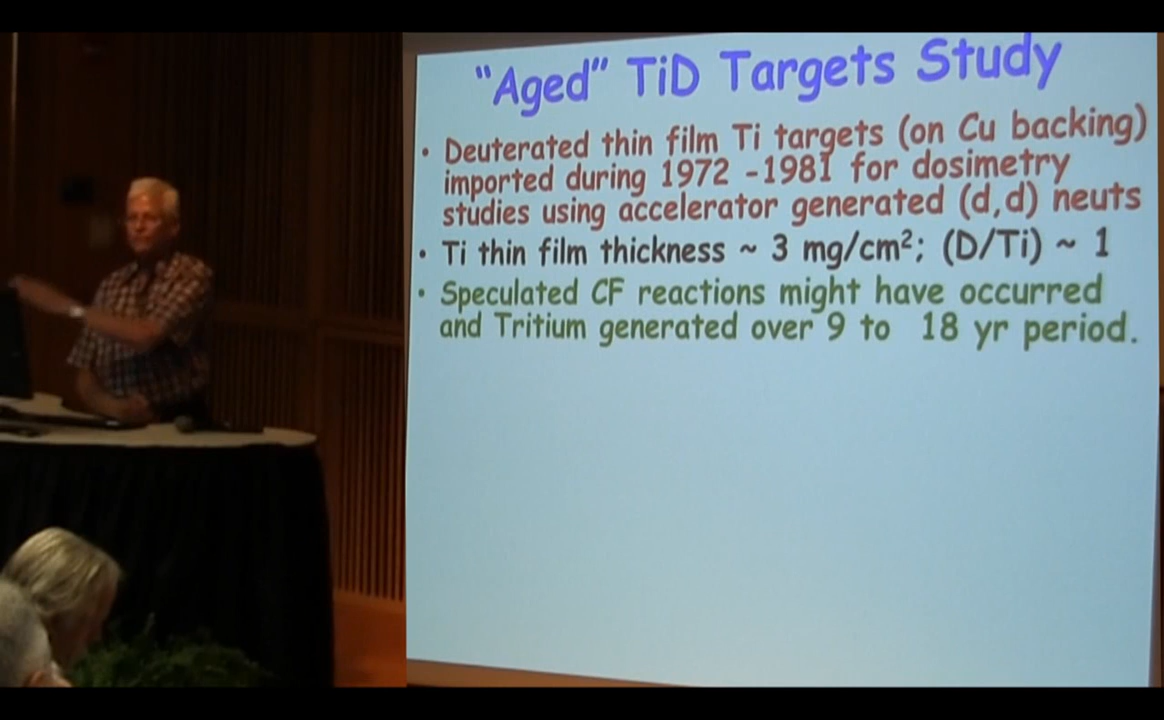 "Aged" TiD Targets Study
• Deuterated thin film Ti targets (on Cu backing)
imported during 1972 -1981 for dosimetry
studies using accelerator generated (d,d) neuts
• Ti thin film thickness ~ 3 mg/cm²; (D/Ti) ~ 1
• Speculated CF reactions might have occurred
and Tritium generated over 9 to 18 yr period.